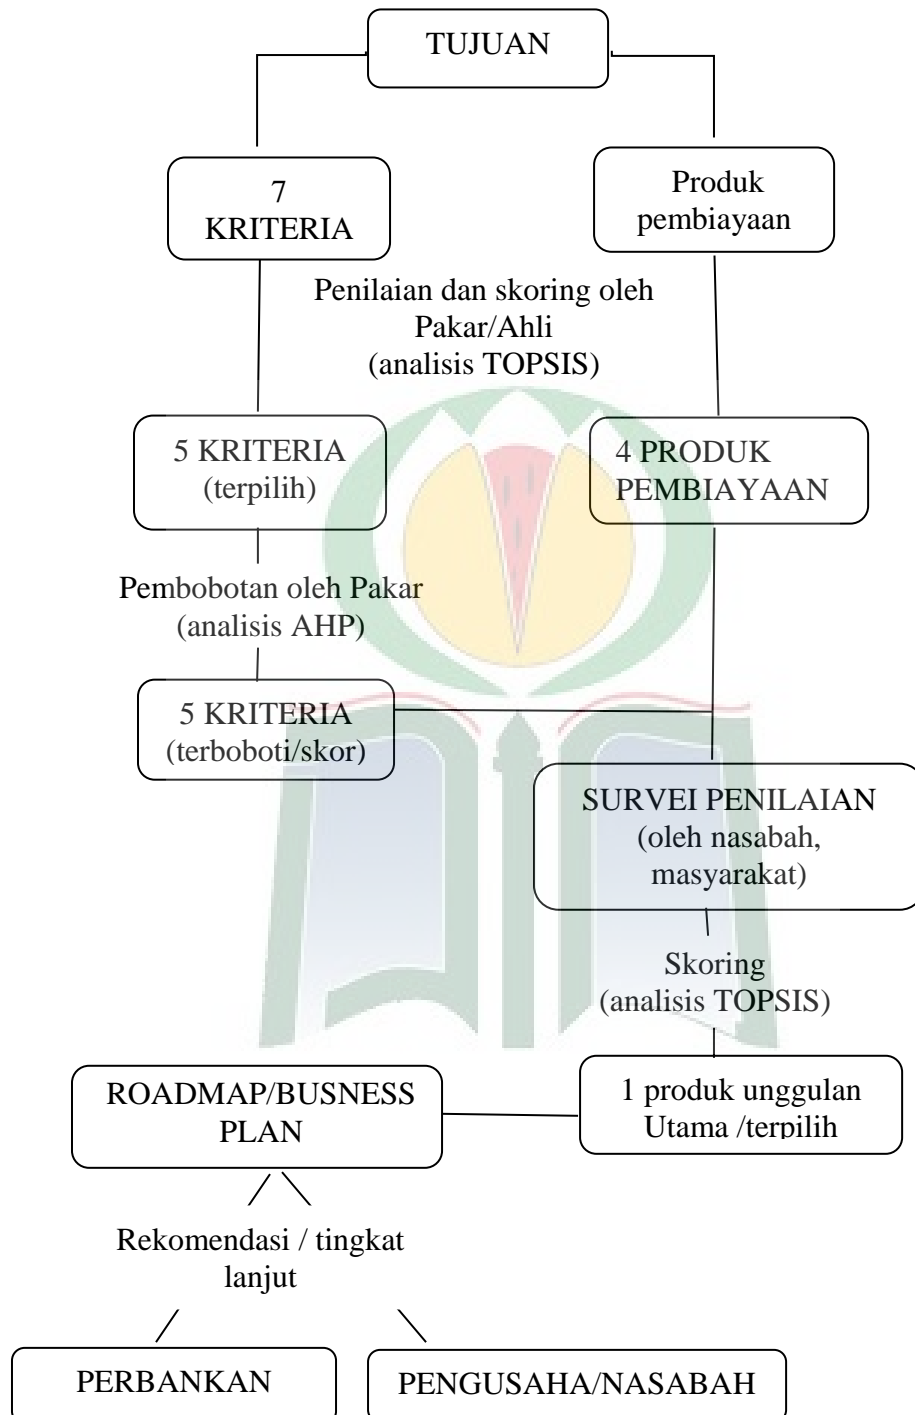 TUJUAN
7
KRITERIA
Produk
pembiayaan
Penilaian dan skoring oleh
Pakar/Ahli
(analisis TOPSIS)
5 KRITERIA
(terpilih)
4 PRODUK
PEMBIAYAAN
Pembobotan oleh Pakar
(analisis AHP)
5 KRITERIA
(terboboti/skor)
SURVEI PENILAIAN
(oleh nasabah,
masyarakat)
Skoring
(analisis TOPSIS)
1 produk unggulan
Utama /terpilih
ROADMAP/BUSNESS
PLAN
Rekomendasi / tingkat
lanjut
PERBANKAN
PENGUSAHA/NASABAH